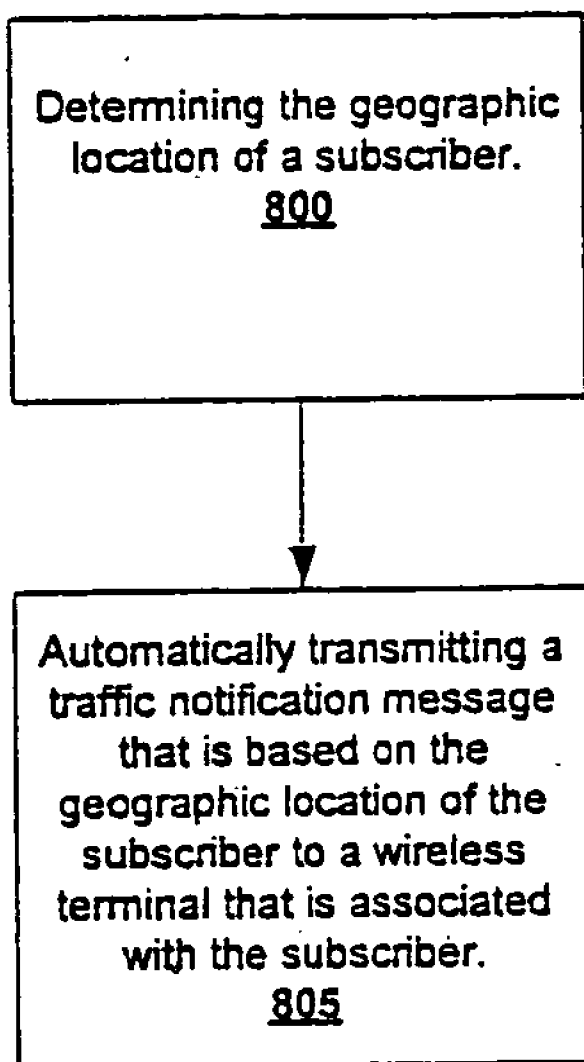 Determining the geographic
location of a subscriber.
800
Automatically transmitting a
traffic notification message
that is based on the
geographic location of the
subscriber to a wireless
terminal that is associated
with the subscriber.
805